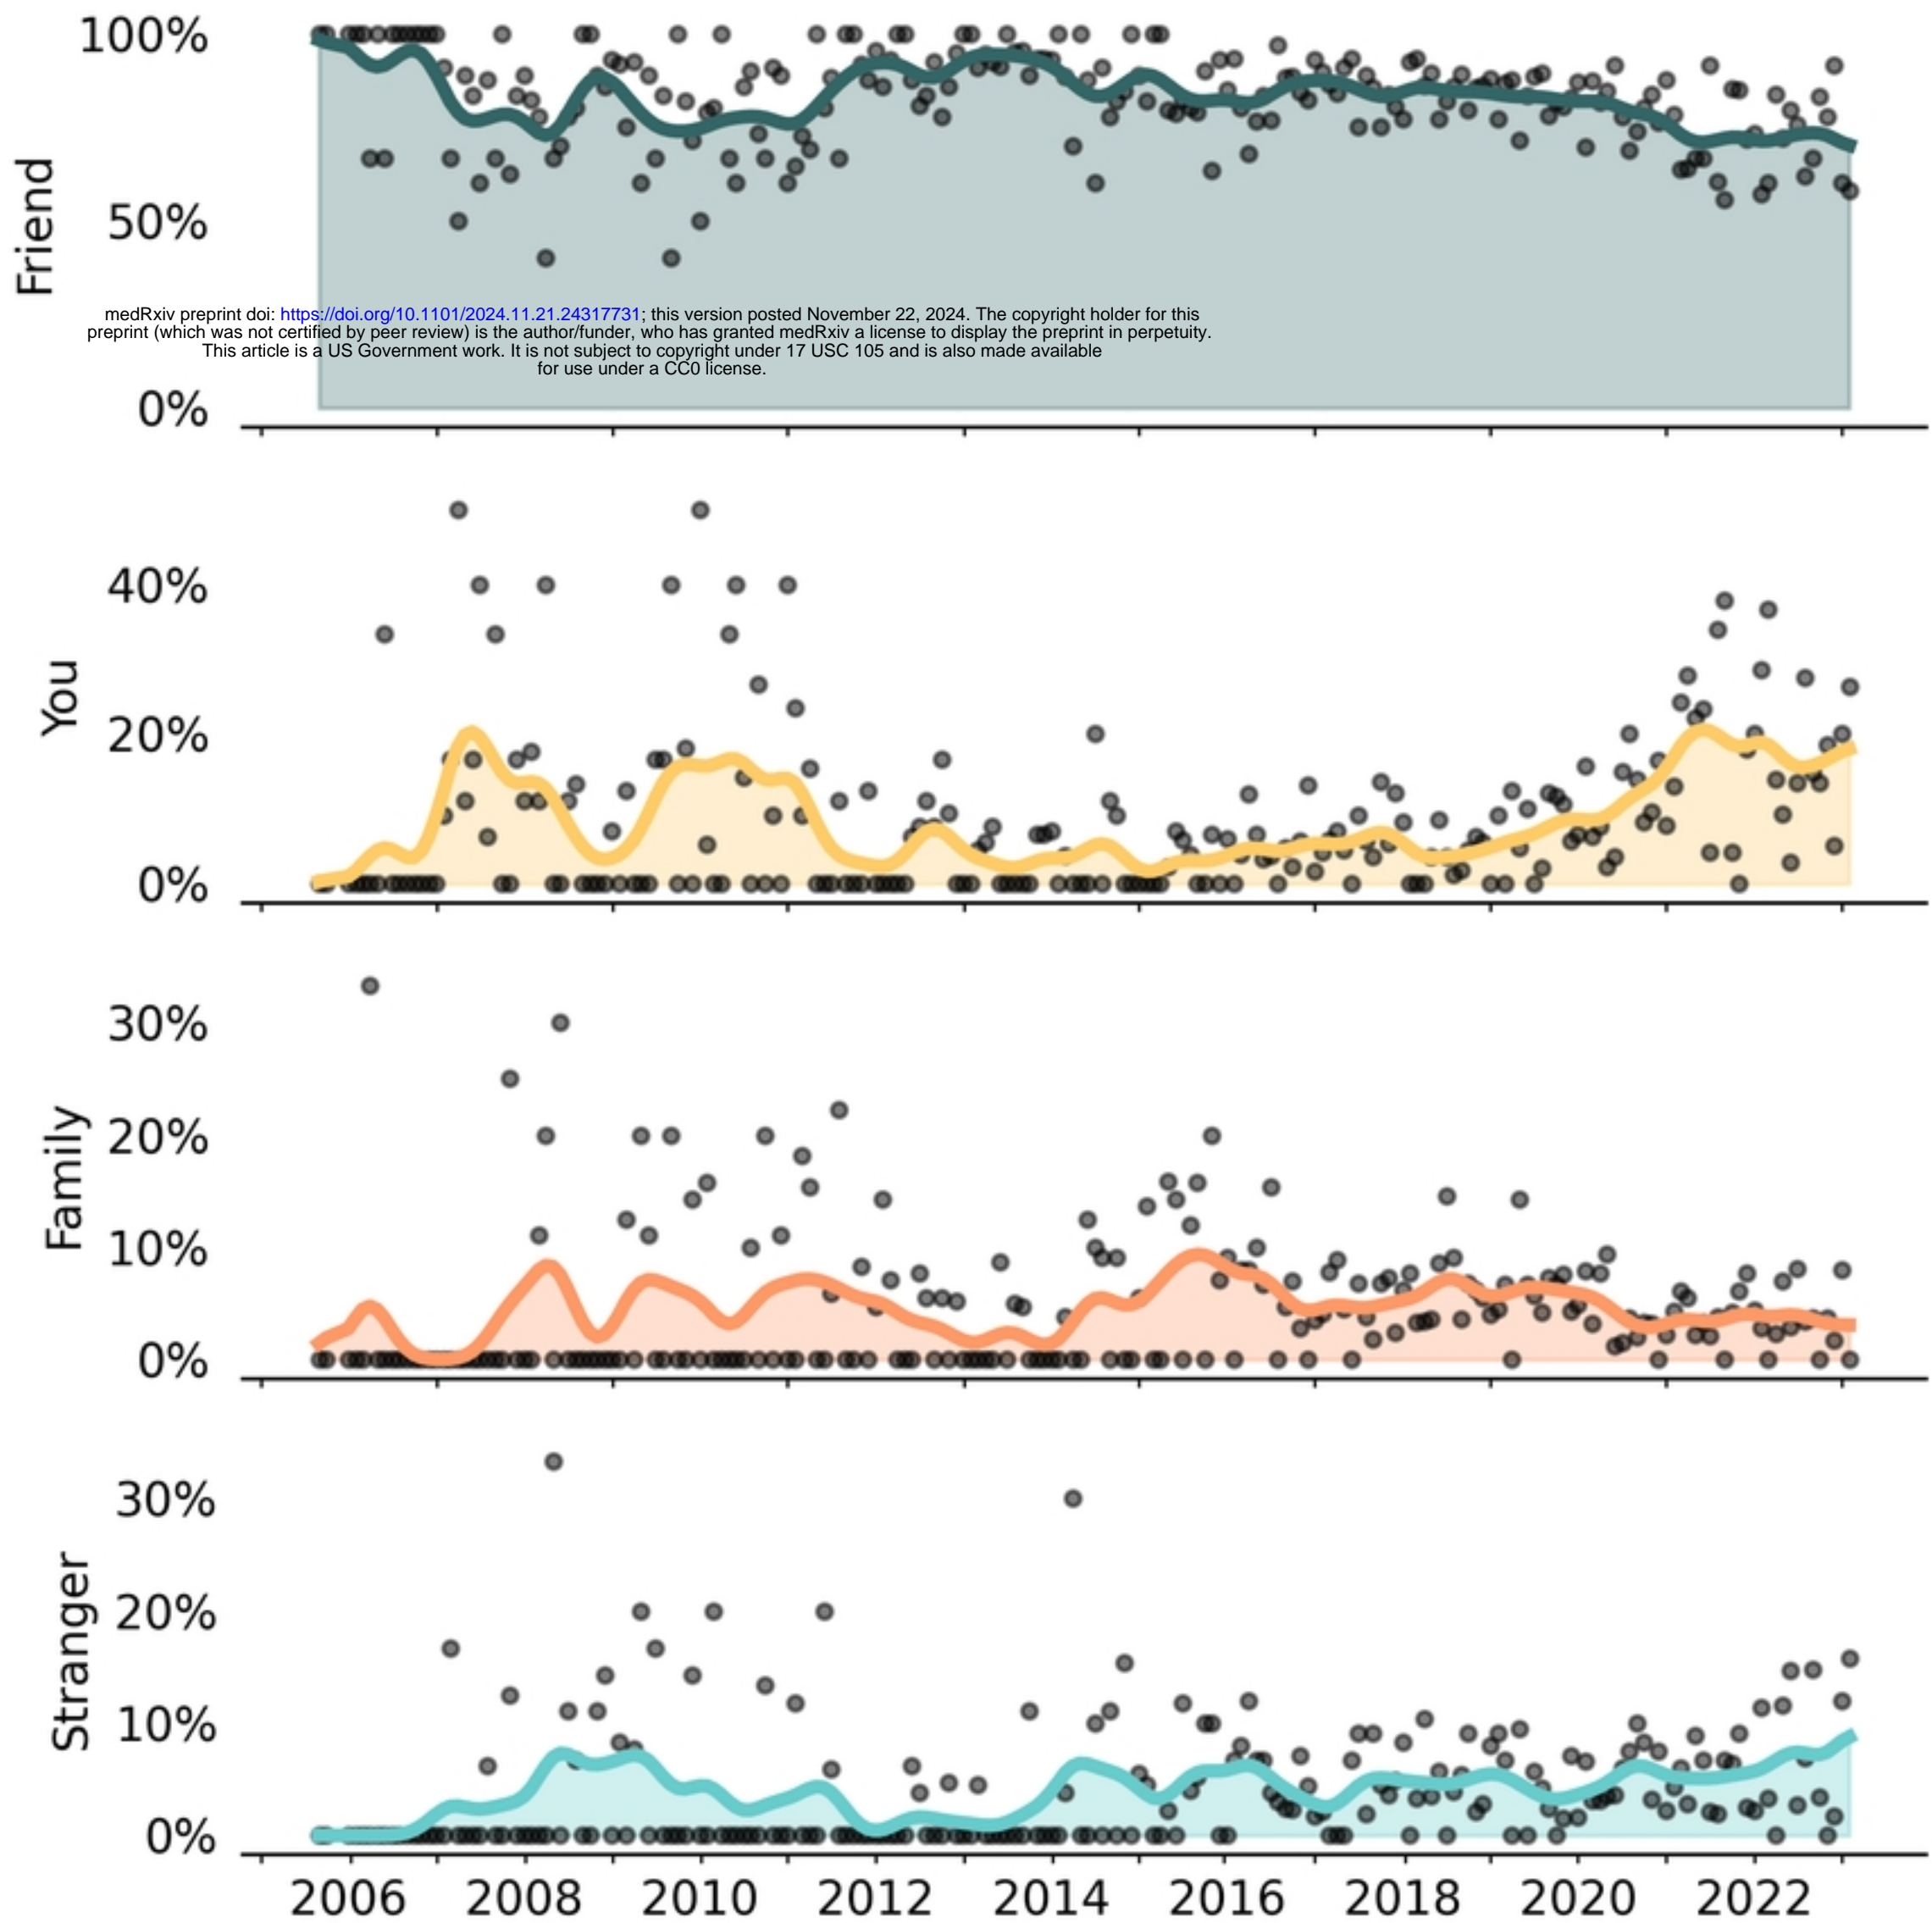 100%
50%
0%
Friend
medRxiv preprint doi: https://doi.org/10.1101/2024.11.21.24317731; this version posted November 22, 2024. The copyright holder for this
preprint (which was not certified by peer review) is the author/funder, who has granted medRxiv a license to display the preprint in perpetuity.
This article is a US Government work. It is not subject to copyright under 17 USC 105 and is also made available
for use under a CC0 license.
40%
20%
0%
You
30%
20%
10%
0%
Family
30%
20%
10%
0%
Stranger
2006 2008 2010 2012 2014 2016 2018 2020 2022